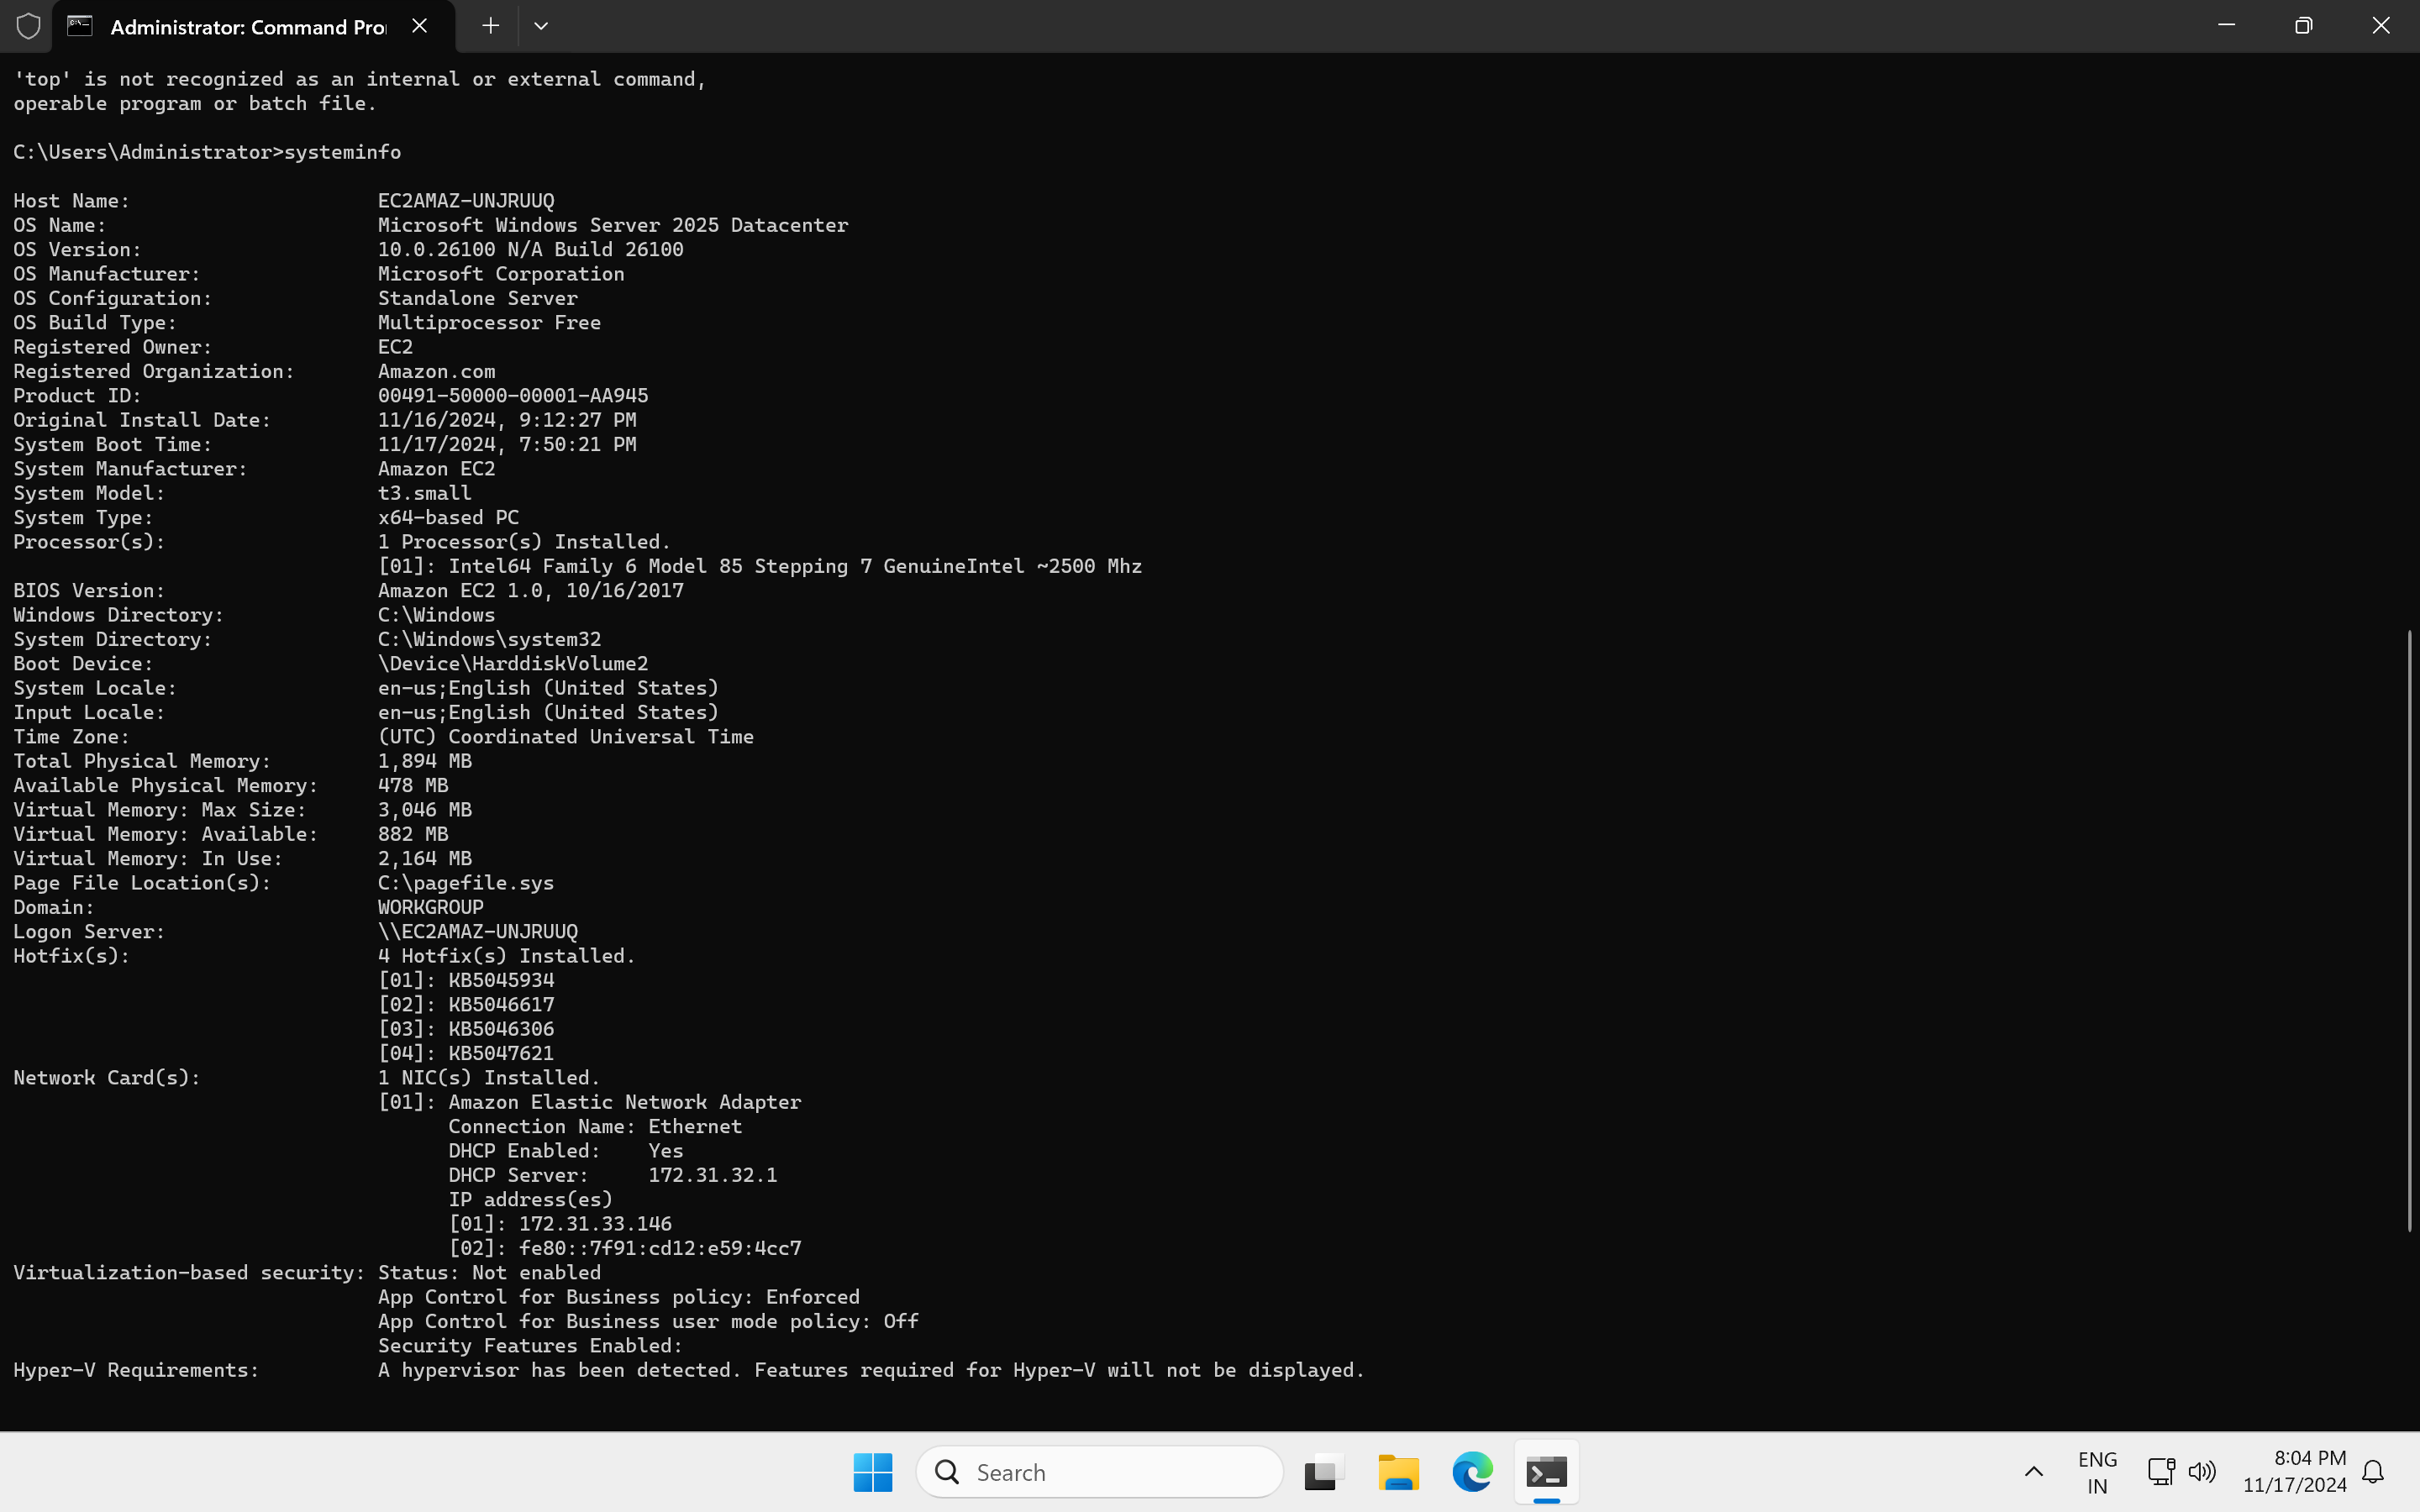 Administrator: Command Pro
'top' is not recognized as an internal or external command,
operable program or batch file.
C:\Users\Administrator>systeminfo
Host Name: EC2AMAZ-UNJRUUQ
OS Name: Microsoft Windows Server 2025 Datacenter
OS Version: 10.0.26100 N/A Build 26100
OS Manufacturer: Microsoft Corporation
OS Configuration: Standalone Server
OS Build Type: Multiprocessor Free
Registered Owner: EC2
Registered Organization: Amazon.com
Product ID: 00491-50000-00001-AA945
Original Install Date: 11/16/2024, 9:12:27 PM
System Boot Time: 11/17/2024, 7:50:21 PM
System Manufacturer: Amazon EC2
System Model: t3.small
System Type: x64-based PC
Processor(s): 1 Processor(s) Installed.
[01]: Intel64 Family 6 Model 85 Stepping 7 GenuineIntel ~2500 Mhz
BIOS Version: Amazon EC2 1.0, 10/16/2017
Windows Directory: C:\Windows
System Directory: C:\Windows\system32
Boot Device: \Device\HarddiskVolume2
System Locale: en-us;English (United States)
Input Locale: en-us;English (United States)
Time Zone: (UTC) Coordinated Universal Time
Total Physical Memory: 1,894 MB
Available Physical Memory: 478 MB
Virtual Memory: Max Size: 3,046 MB
Virtual Memory: Available: 882 MB
Virtual Memory: In Use: 2,164 MB
Page File Location(s): C:\pagefile.sys
Domain: WORKGROUP
Logon Server: \\EC2AMAZ-UNJRUUQ
Hotfix(s): 4 Hotfix(s) Installed.
[01]: KB5045934
[02]: KB5046617
[03]: KB5046306
[04]: KB5047621
Network Card(s): 1 NIC(s) Installed.
[01]: Amazon Elastic Network Adapter
Connection Name: Ethernet
DHCP Enabled: Yes
DHCP Server: 172.31.32.1
IP address(es)
[01]: 172.31.33.146
[02]: fe80::7f91:cd12:e59:4cc7
Virtualization-based security: Status: Not enabled
App Control for Business policy: Enforced
App Control for Business user mode policy: Off
Security Features Enabled:
Hyper-V Requirements: A hypervisor has been detected. Features required for Hyper-V will not be displayed.
Search
ENG
IN
8:04 PM
11/17/2024